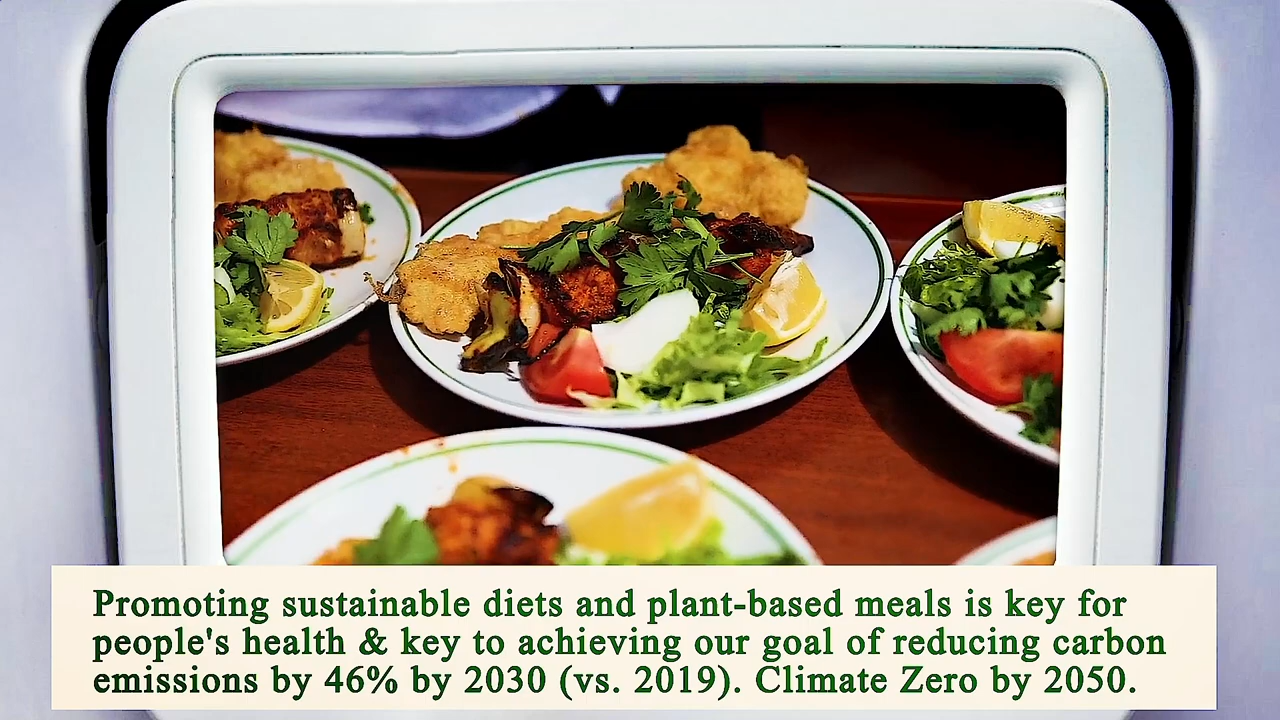 Promoting sustainable diets and plant-based meals is key for
people's health & key to achieving our goal of reducing carbon
emissions by 46% by 2030 (vs. 2019). Climate Zero by 2050.